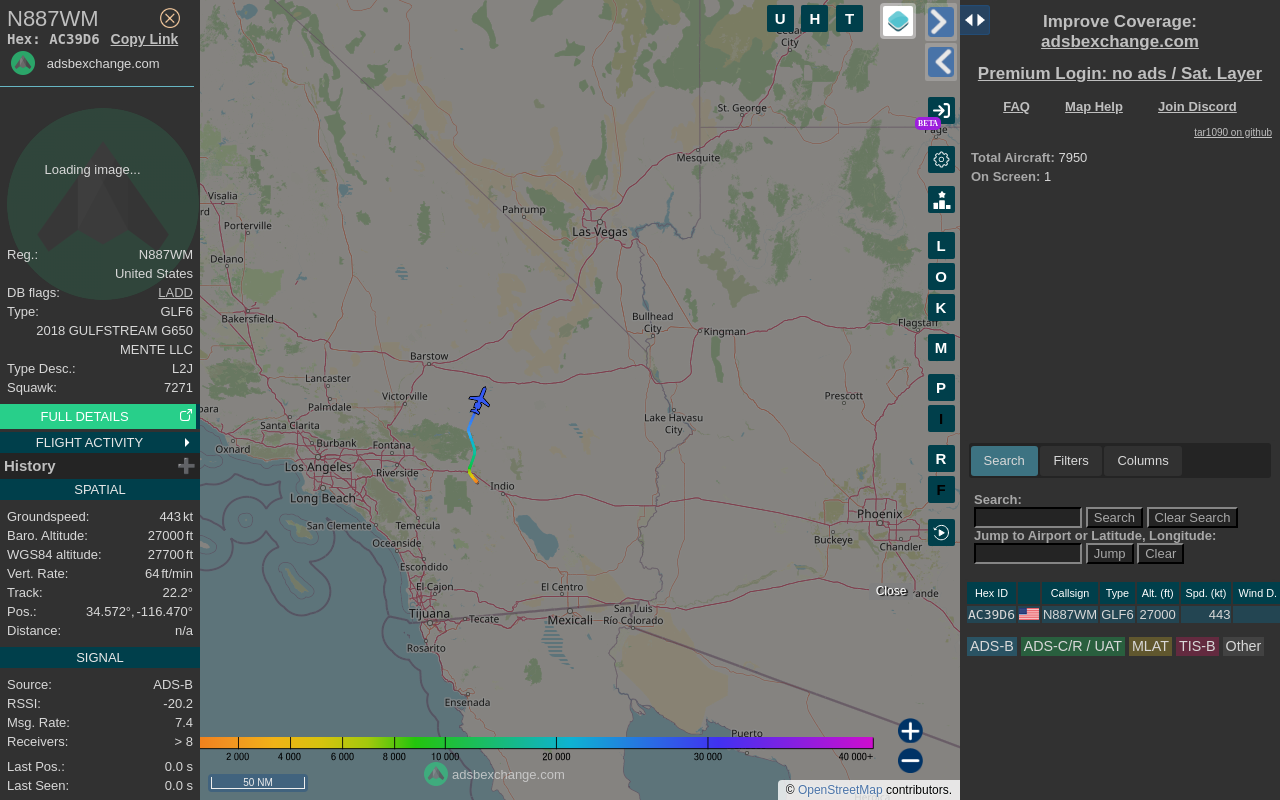 N887WM
Hex: AC39D6 Copy Link
adsbexchange.com
Loading image...
Reg.: N887WM
United States
DB flags: LADD
Type: GLF6
2018 GULFSTREAM G650
MENTE LLC
Type Desc.: L2J
Squawk: 7271
FULL DETAILS
FLIGHT ACTIVITY
History
SPATIAL
Groundspeed: 443 kt
Baro. Altitude: 27000 ft
WGS84 altitude: 27700 ft
Vert. Rate: 64 ft/min
Track: 22.2°
Pos.: 34.572°, -116.470°
Distance: n/a
SIGNAL
Source: ADS-B
RSSI: -20.2
Msg. Rate: 7.4
Receivers: > 8
Last Pos.: 0.0 s
Last Seen: 0.0 s
U H T
City
St. George
BETA
Page
Mesquite
Visalia
Pahrump
Porterville
Las Vegas
Delano
Bakersfield
Bullhead
City
Kingman
Flagstaff
Barstow
Lancaster
Victorville
Palmdale
Prescott
Santa Clarita
Lake Havasu
City
Burbank
Fontana
Oxnard
Los Angeles
Riverside
Indio
Long Beach
San Clemente
Temecula
Phoenix
Oceanside
Buckeye
Chandler
Escondido
El Cajon
El Centro
Close
Tijuana
Tecate
Mexicali
San Luis
Río Colorado
Rosarito
Ensenada
Puerto
L
O
K
M
P
I
R
F
2 000 4 000 6 000 8 000 10 000 20 000 30 000 40 000+
adsbexchange.com
50 NM
© OpenStreetMap contributors.
Improve Coverage:
adsbexchange.com
Premium Login: no ads / Sat. Layer
FAQ Map Help Join Discord
tar1090 on github
Total Aircraft: 7950
On Screen: 1
Search Filters Columns
Search:
Search Clear Search
Jump to Airport or Latitude, Longitude:
Jump Clear
Hex ID Callsign Type Alt. (ft) Spd. (kt) Wind D.
AC39D6 N887WM GLF6 27000 443
ADS-B ADS-C/R / UAT MLAT TIS-B Other